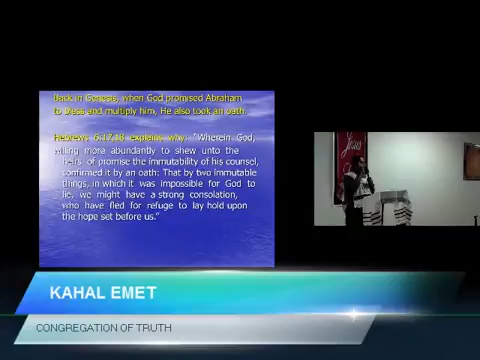 Back in Genesis, when God promised Abraham
to bless and multiply him, He also took an oath.
Hebrews 6:17,18 explains why: "Wherein God,
willing more abundantly to shew unto the
heirs of promise the immutability of his counsel,
confirmed it by an oath: That by two immutable
things, in which it was impossible for God to
lie, we might have a strong consolation,
who have fled for refuge to lay hold upon
the hope set before us."
Jesus
KAHAL EMET
CONGREGATION OF TRUTH